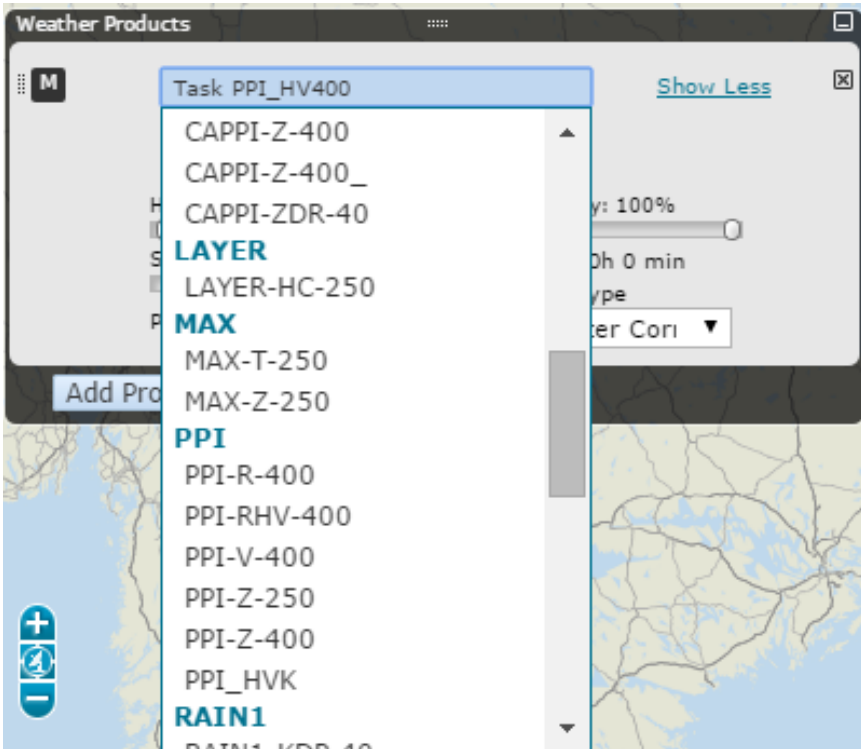 Weather Products
M
Task PPI_HV400
Show Less
CAPPI-Z-400
CAPPI-Z-400_
CAPPI-ZDR-40
y: 100%
LAYER
0h 0 min
LAYER-HC-250
ype
MAX
ter Corr
MAX-T-250
Add Pro
MAX-Z-250
PPI
PPI-R-400
PPI-RHV-400
PPI-V-400
PPI-Z-250
PPI-Z-400
PPI_HVK
RAIN1